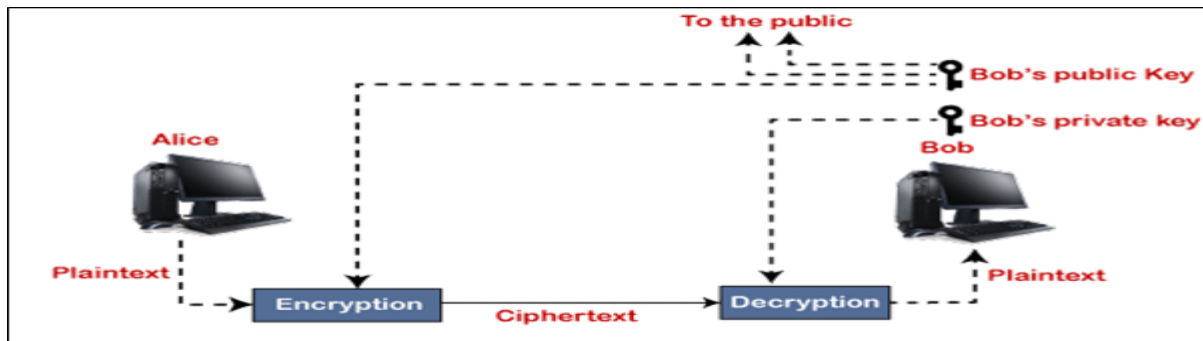 To the public
Bob's public Key
Bob's private key
Alice
Bob
Plaintext
Plaintext
Encryption
Ciphertext
Decryption